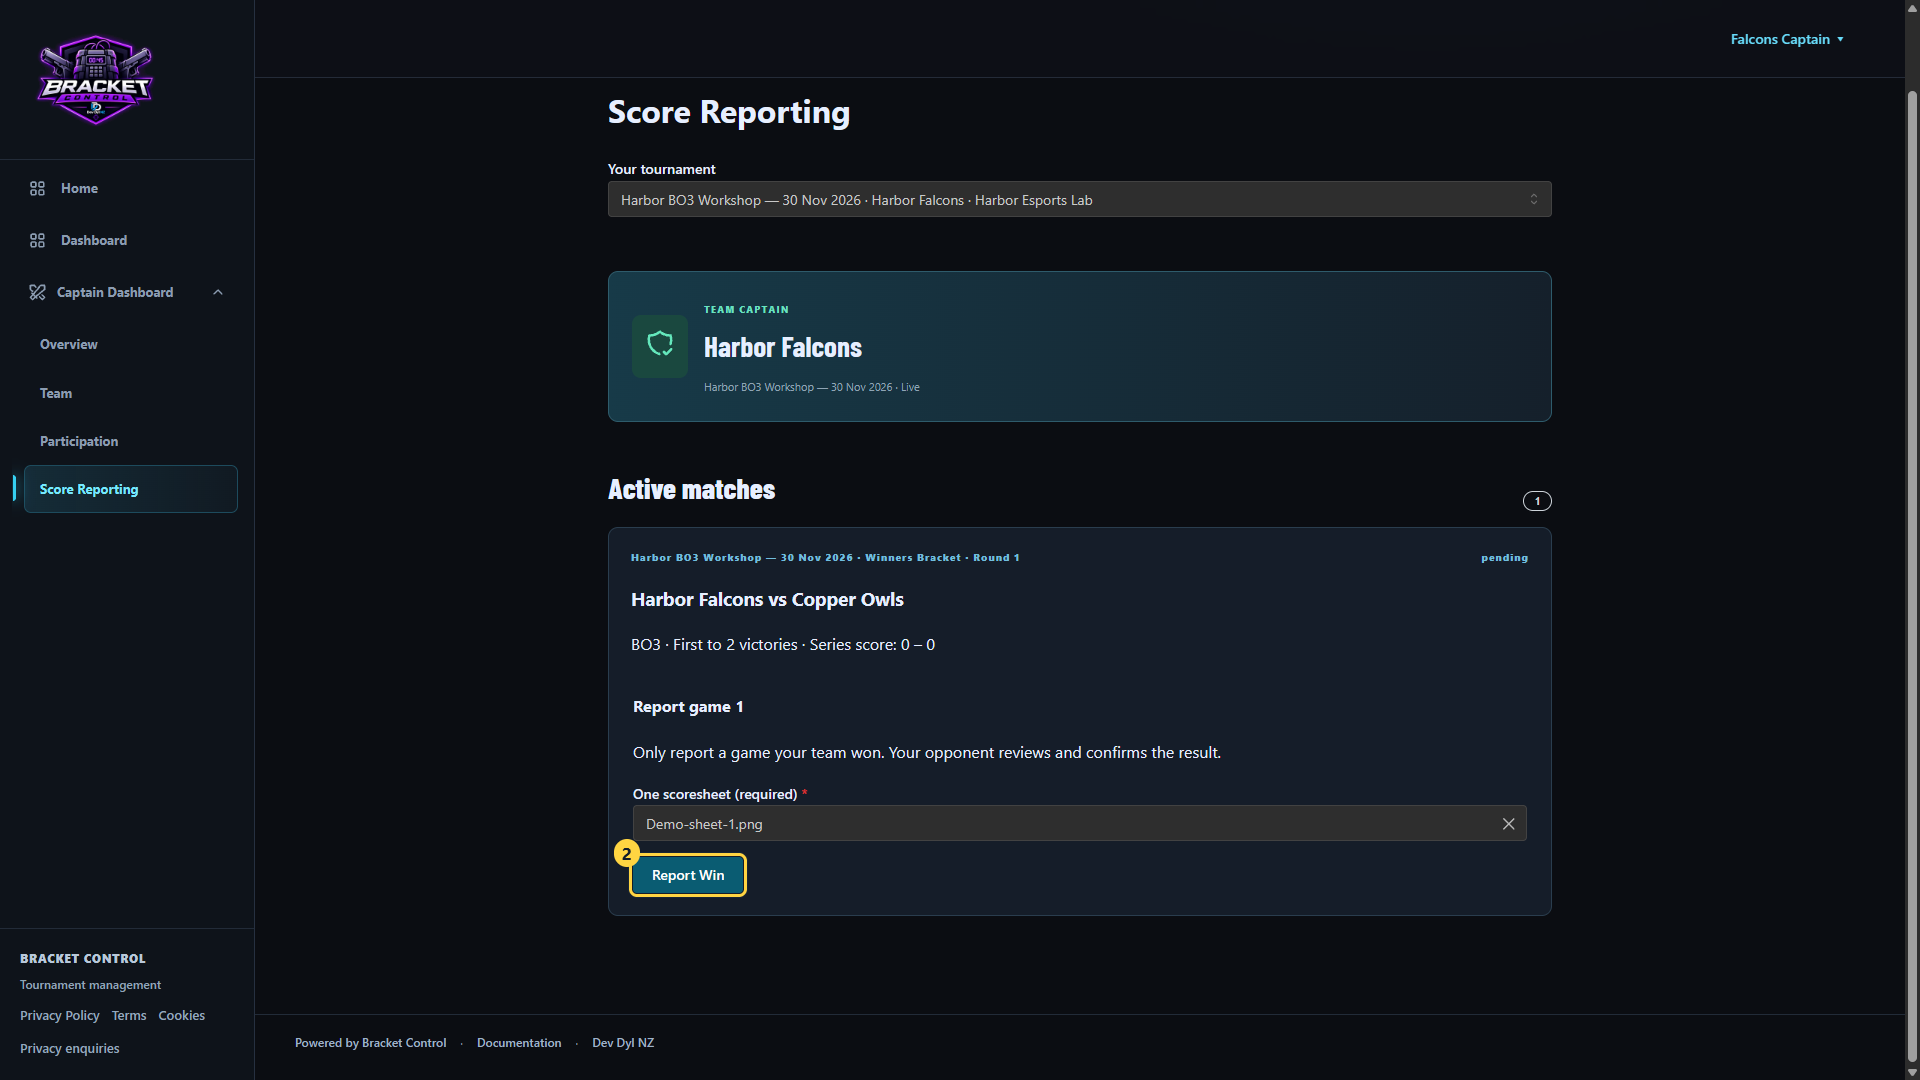 BRACKET
CONTROL
Falcons Captain
Home
Dashboard
Captain Dashboard
Overview
Team
Participation
Score Reporting
Score Reporting
Your tournament
Harbor BO3 Workshop — 30 Nov 2026 · Harbor Falcons · Harbor Esports Lab
TEAM CAPTAIN
Harbor Falcons
Harbor BO3 Workshop — 30 Nov 2026 · Live
Active matches
1
Harbor BO3 Workshop — 30 Nov 2026 · Winners Bracket · Round 1
pending
Harbor Falcons vs Copper Owls
BO3 · First to 2 victories · Series score: 0 – 0
Report game 1
Only report a game your team won. Your opponent reviews and confirms the result.
One scoresheet (required) *
Demo-sheet-1.png
2
Report Win
BRACKET CONTROL
Tournament management
Privacy Policy Terms Cookies
Privacy enquiries
Powered by Bracket Control · Documentation · Dev Dyl NZ